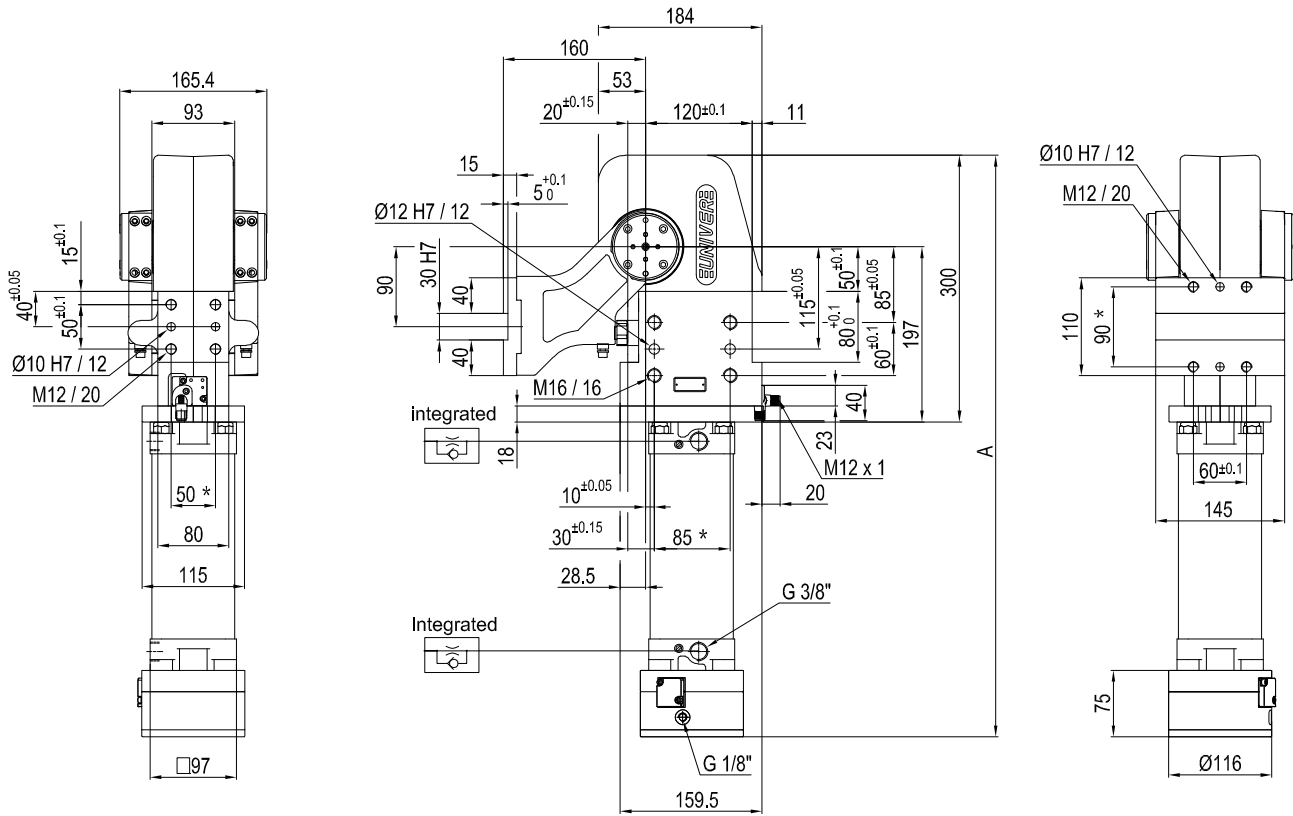 165.4
93
15±0.1
40±0.05
50±0.1
Ø10 H7 / 12
M12 / 20
50 *
80
115
□97
184
160
53
20±0.15
120±0.1
11
15
5 +0.1 0
Ø12 H7 / 12
30 H7
90
40
40
UNIVER
115±0.05
50±0.1
80 +0.1 0
85±0.05
60±0.1
197
300
A
M16 / 16
integrated
18
40
23
M12 x 1
20
10±0.05
30±0.15
85 *
28.5
G 3/8"
Integrated
G 1/8"
159.5
Ø10 H7 / 12
M12 / 20
110
90 *
60±0.1
145
75
Ø116